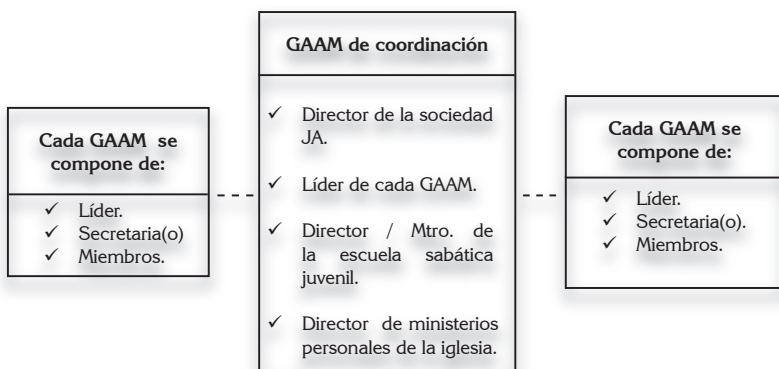 GAAM de coordinación
✓ Director de la sociedad
JA.
✓ Líder de cada GAAM.
✓ Director / Mtro. de
la escuela sabática
juvenil.
✓ Director de ministerios
personales de la iglesia.
Cada GAAM se
compone de:
✓ Líder.
✓ Secretaria(o)
✓ Miembros.
Cada GAAM se
compone de:
✓ Líder.
✓ Secretaria(o).
✓ Miembros.